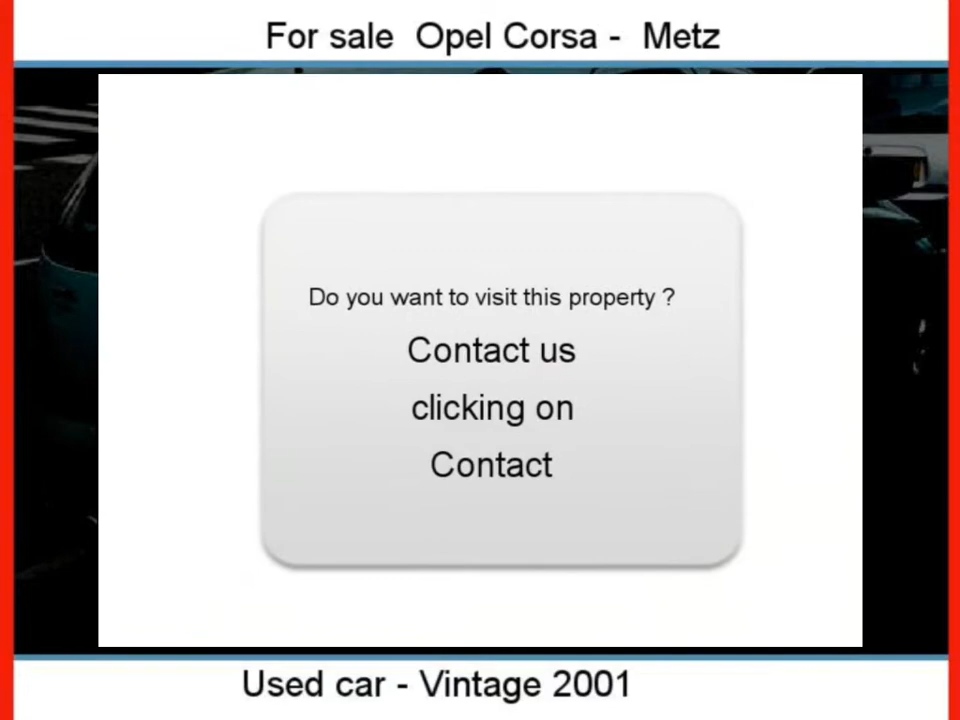 For sale  Opel Corsa -  Metz
Do you want to visit this property ?
Contact us
clicking on
Contact
Used car - Vintage 2001